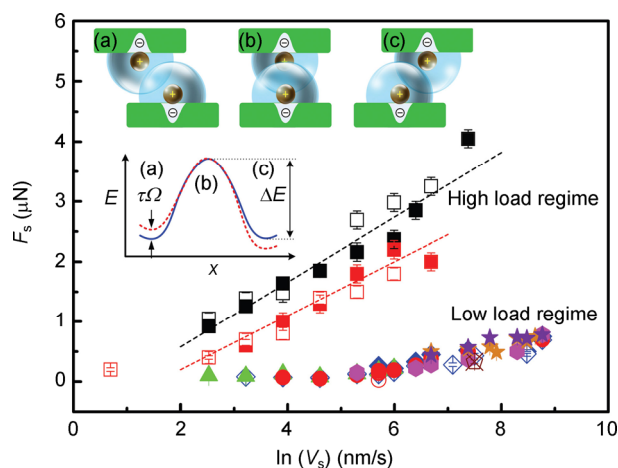 6
5
4
3
2
1
0
F_s (μN)
(a)
(b)
(c)
⊖
⊖
⊖
+
+
+
+
+
+
⊖
⊖
⊖
(a)
(c)
τΩ
(b)
ΔE
E
x
High load regime
Low load regime
0
2
4
6
8
10
ln (V_s) (nm/s)